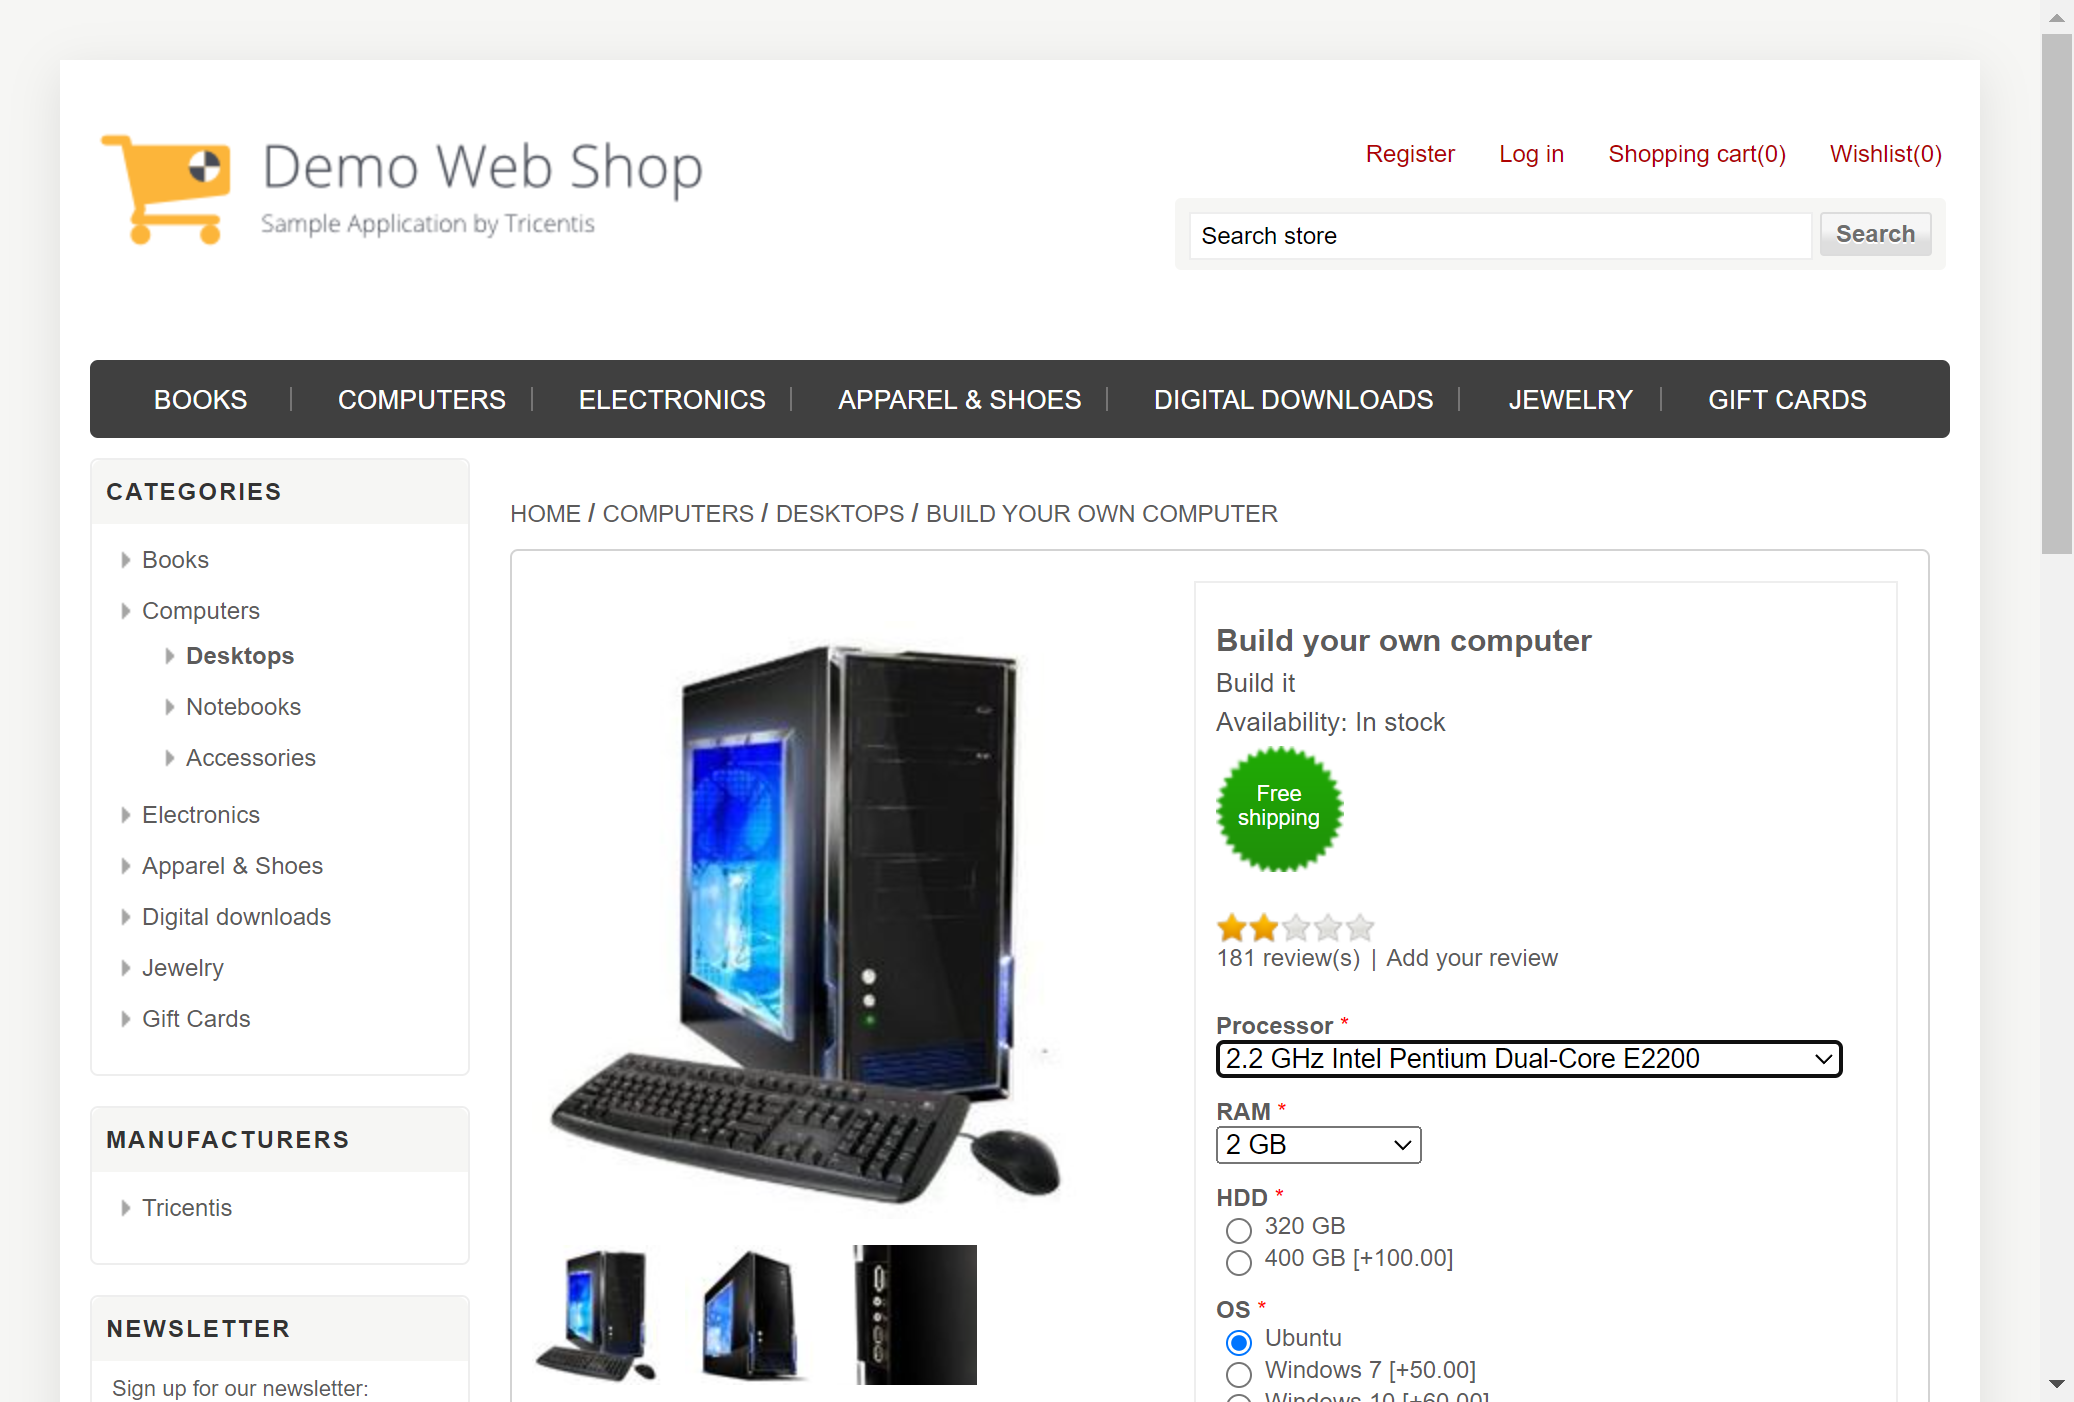 Demo Web Shop
Sample Application by Tricentis
Register
Log in
Shopping cart(0)
Wishlist(0)
Search store
Search
BOOKS
COMPUTERS
ELECTRONICS
APPAREL & SHOES
DIGITAL DOWNLOADS
JEWELRY
GIFT CARDS
CATEGORIES
Books
Computers
Desktops
Notebooks
Accessories
Electronics
Apparel & Shoes
Digital downloads
Jewelry
Gift Cards
MANUFACTURERS
Tricentis
NEWSLETTER
Sign up for our newsletter:
HOME / COMPUTERS / DESKTOPS / BUILD YOUR OWN COMPUTER
Build your own computer
Build it
Availability: In stock
Free
shipping
181 review(s) | Add your review
Processor *
2.2 GHz Intel Pentium Dual-Core E2200
RAM *
2 GB
HDD *
320 GB
400 GB [+100.00]
OS *
Ubuntu
Windows 7 [+50.00]
Windows 10 [+60.00]